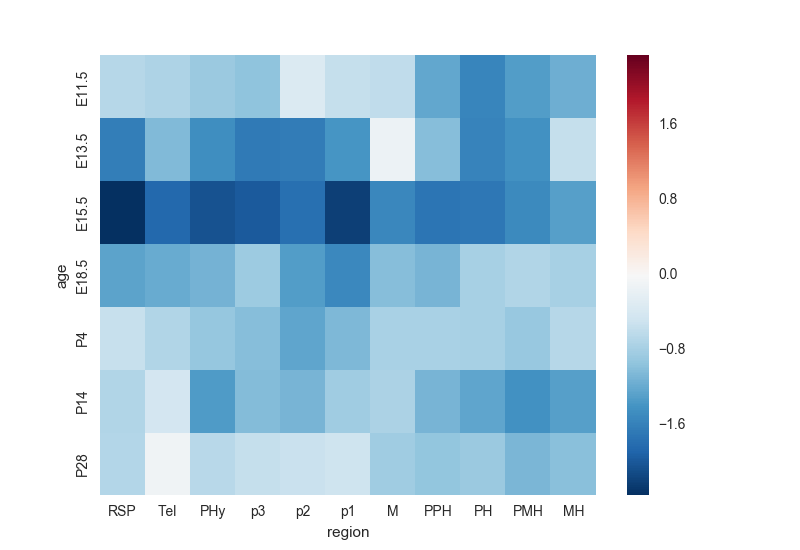 E11.5
E13.5
E15.5
E18.5
P4
P14
P28
age
RSP Tel PHy p3 p2 p1 M PPH PH PMH MH
region
1.6
0.8
0.0
−0.8
−1.6